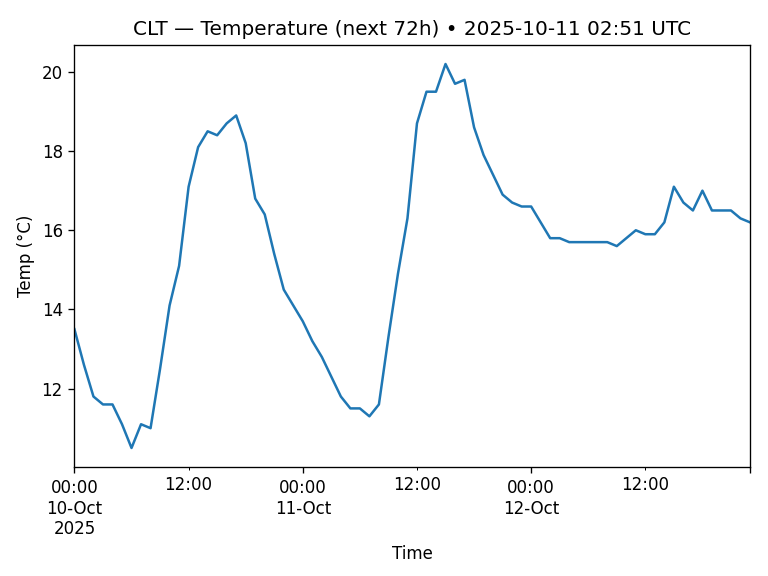 CLT — Temperature (next 72h) • 2025-10-11 02:51 UTC
20
18
16
14
12
Temp (°C)
00:00 12:00 00:00 12:00 00:00 12:00
10-Oct 11-Oct 12-Oct
2025
Time